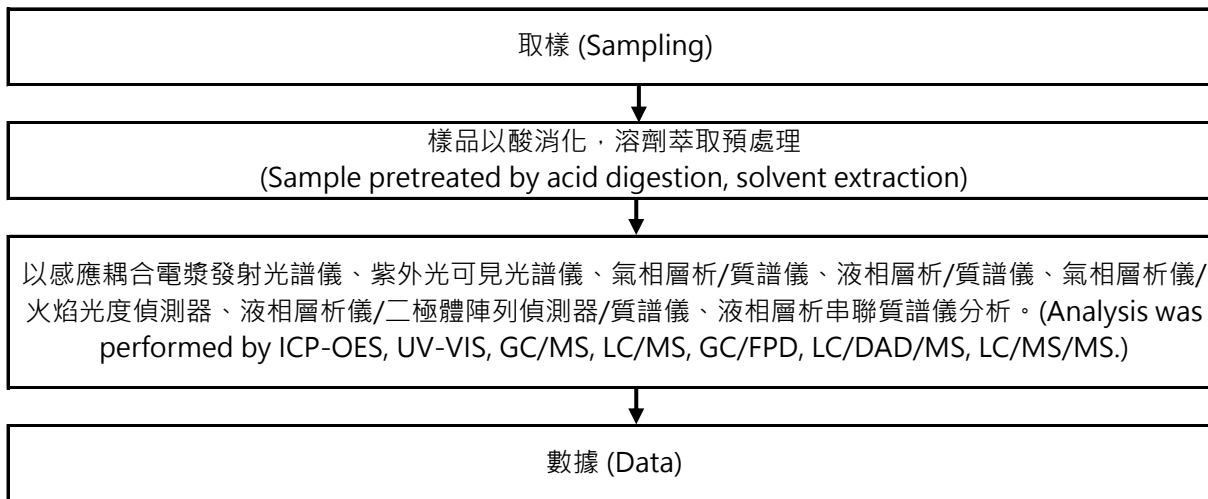 取樣 (Sampling)
樣品以酸消化，溶劑萃取預處理
(Sample pretreated by acid digestion, solvent extraction)
以感應耦合電漿發射光譜儀、紫外光可見光譜儀、氣相層析/質譜儀、液相層析/質譜儀、氣相層析儀/
火焰光度偵測器、液相層析儀/二極體陣列偵測器/質譜儀、液相層析串聯質譜儀分析。(Analysis was
performed by ICP-OES, UV-VIS, GC/MS, LC/MS, GC/FPD, LC/DAD/MS, LC/MS/MS.)
數據 (Data)